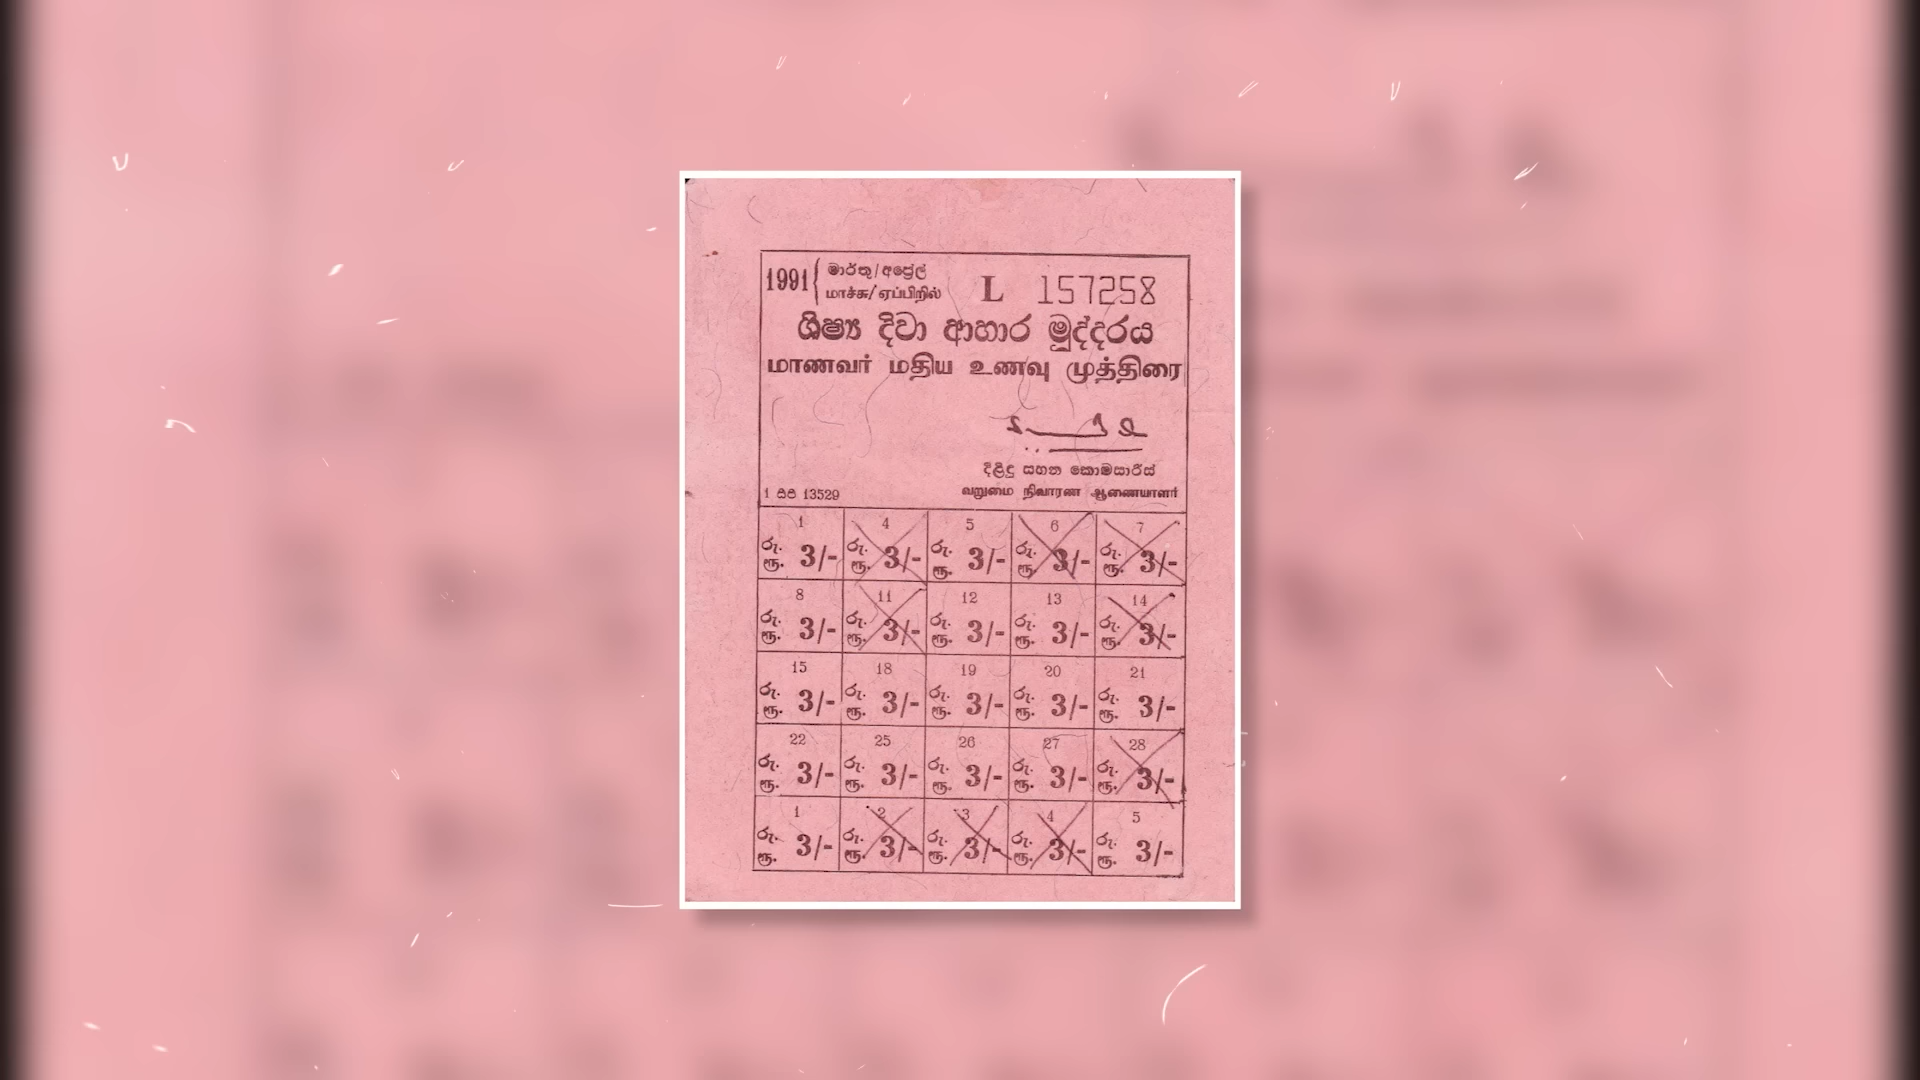 1991 { මාර්තු/අප්‍රේල්
மார்ச்சு/ஏப்பிறில்
L 157258
ශිෂ්‍ය දිවා ආහාර මුද්දරය
மாணவர் மதிய உணவு முத்திரை
දිළිඳු සහන කොමසාරිස්
1 සිපි 13529 வறுமை நிவாரண ஆணையாளர்
1 4 5 6 7
රු. 3/- රු. 3/- රු. 3/- රු. 3/- රු. 3/-
ரூ. ரூ. ரூ. ரூ. ரூ.
8 11 12 13 14
රු. 3/- රු. 3/- රු. 3/- රු. 3/- රු. 3/-
ரூ. ரூ. ரூ. ரூ. ரூ.
15 18 19 20 21
රු. 3/- රු. 3/- රු. 3/- රු. 3/- රු. 3/-
ரூ. ரூ. ரூ. ரூ. ரூ.
22 25 26 27 28
රු. 3/- රු. 3/- රු. 3/- රු. 3/- රු. 3/-
ரூ. ரூ. ரூ. ரூ. ரூ.
1 2 3 4 5
රු. 3/- රු. 3/- රු. 3/- රු. 3/- රු. 3/-
ரூ. ரூ. ரூ. ரூ. ரூ.